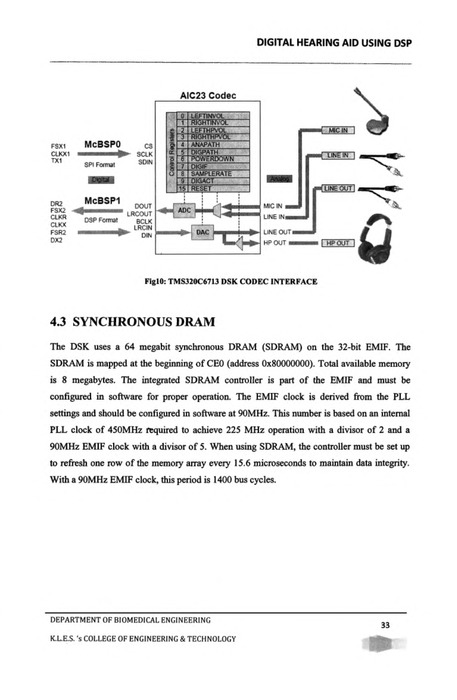 DIGITAL HEARING AID USING DSP
AIC23 Codec
0 LEFTINVOL
1 RIGHTINVOL
2 LEFTHPVOL
3 RIGHTHPVOL
4 ANAPATH
5 DIGPATH
6 POWERDOWN
7 DIGIF
8 SAMPLERATE
9 DIGACT
15 RESET
Control Registers
FSX1 McBSP0 CS
CLKX1 SCLK
TX1 SPI Format SDIN
Digital
Analog
DR2 McBSP1 DOUT
FSX2 LRCOUT
CLKR DSP Format BCLK
CLKX LRCIN
FSR2 DIN
DX2
ADC
DAC
MIC IN
LINE IN
LINE OUT
HP OUT
MIC IN
LINE IN
LINE OUT
HP OUT
Fig10: TMS320C6713 DSK CODEC INTERFACE
4.3 SYNCHRONOUS DRAM
The DSK uses a 64 megabit synchronous DRAM (SDRAM) on the 32-bit EMIF. The
SDRAM is mapped at the beginning of CE0 (address 0x80000000). Total available memory
is 8 megabytes. The integrated SDRAM controller is part of the EMIF and must be
configured in software for proper operation. The EMIF clock is derived from the PLL
settings and should be configured in software at 90MHz. This number is based on an internal
PLL clock of 450MHz required to achieve 225 MHz operation with a divisor of 2 and a
90MHz EMIF clock with a divisor of 5. When using SDRAM, the controller must be set up
to refresh one row of the memory array every 15.6 microseconds to maintain data integrity.
With a 90MHz EMIF clock, this period is 1400 bus cycles.
DEPARTMENT OF BIOMEDICAL ENGINEERING
33
K.L.E.S. 's COLLEGE OF ENGINEERING & TECHNOLOGY